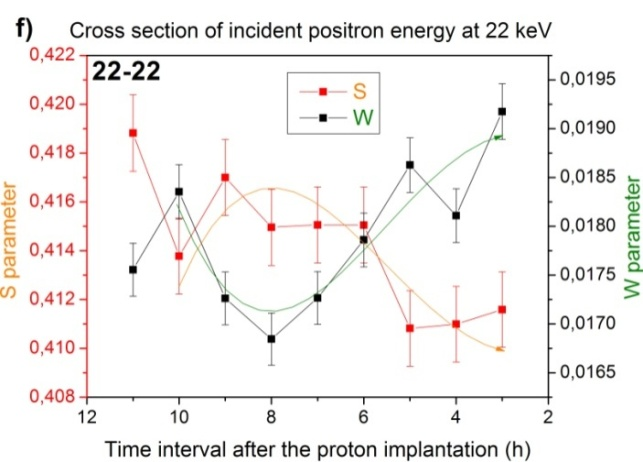 f) Cross section of incident positron energy at 22 keV
22-22
S
W
0,422
0,420
0,418
0,416
0,414
0,412
0,410
0,408
S parameter
0,0195
0,0190
0,0185
0,0180
0,0175
0,0170
0,0165
W parameter
12 10 8 6 4 2
Time interval after the proton implantation (h)